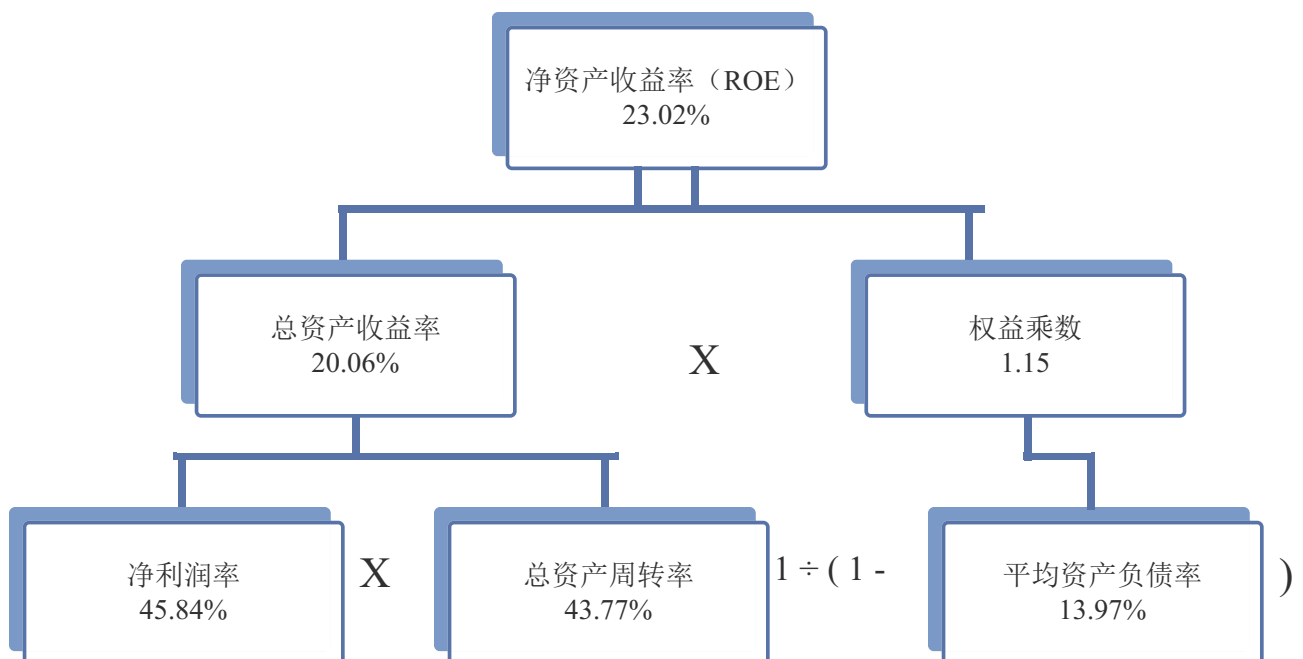 净资产收益率（ROE）
23.02%
总资产收益率
20.06%
X
权益乘数
1.15
净利润率
45.84%
X
总资产周转率
43.77%
1 ÷ ( 1 -
平均资产负债率
13.97%
)